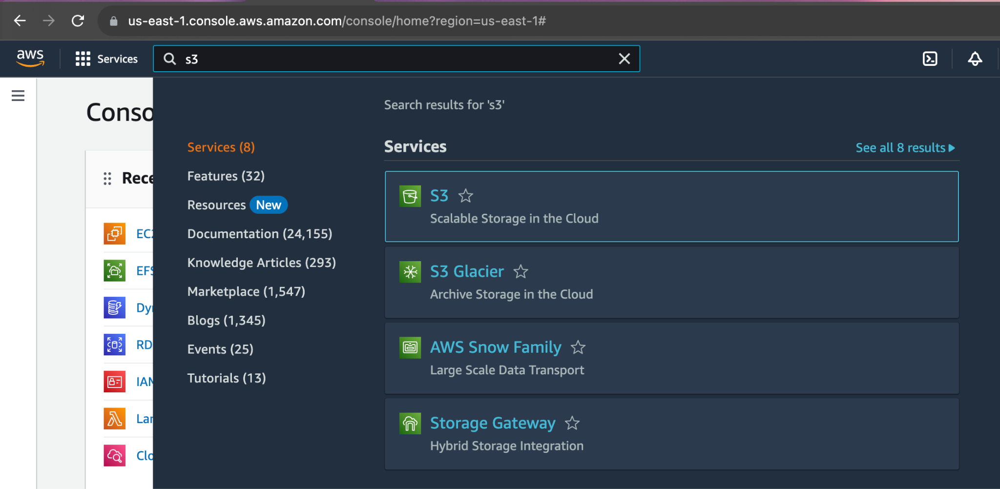 us-east-1.console.aws.amazon.com/console/home?region=us-east-1#
aws
Services
s3
Conso
Search results for 's3'
Services (8)
Features (32)
Resources New
Documentation (24,155)
Knowledge Articles (293)
Marketplace (1,547)
Blogs (1,345)
Events (25)
Tutorials (13)
Services
See all 8 results
S3
Scalable Storage in the Cloud
S3 Glacier
Archive Storage in the Cloud
AWS Snow Family
Large Scale Data Transport
Storage Gateway
Hybrid Storage Integration
Rece
EC2
EFS
Dyn
RD
IAM
Lam
Clo